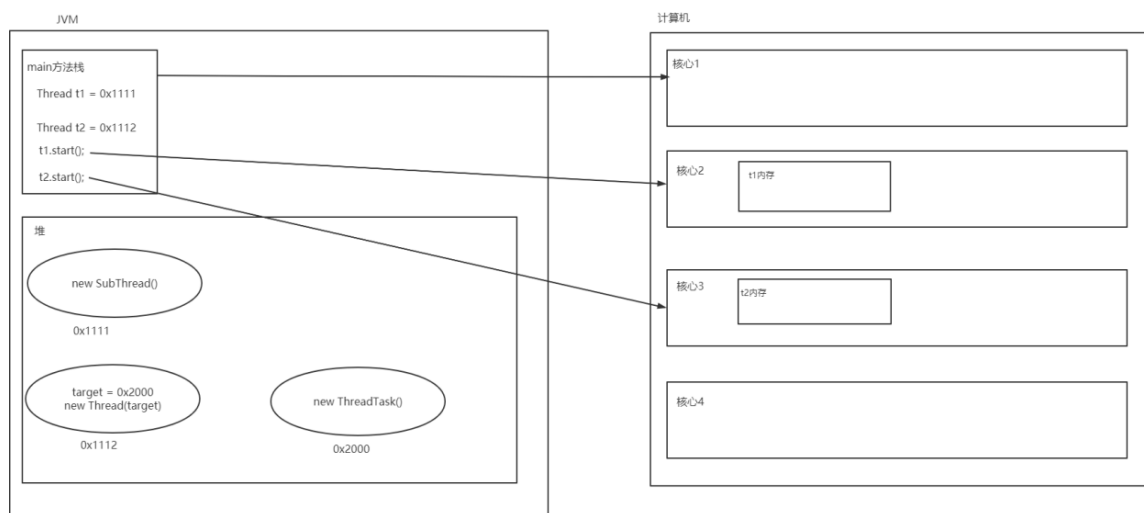 JVM
main方法栈
Thread t1 = 0x1111
Thread t2 = 0x1112
t1.start();
t2.start();
堆
new SubThread()
0x1111
target = 0x2000
new Thread(target)
0x1112
new ThreadTask()
0x2000
计算机
核心1
核心2
t1内存
核心3
t2内存
核心4